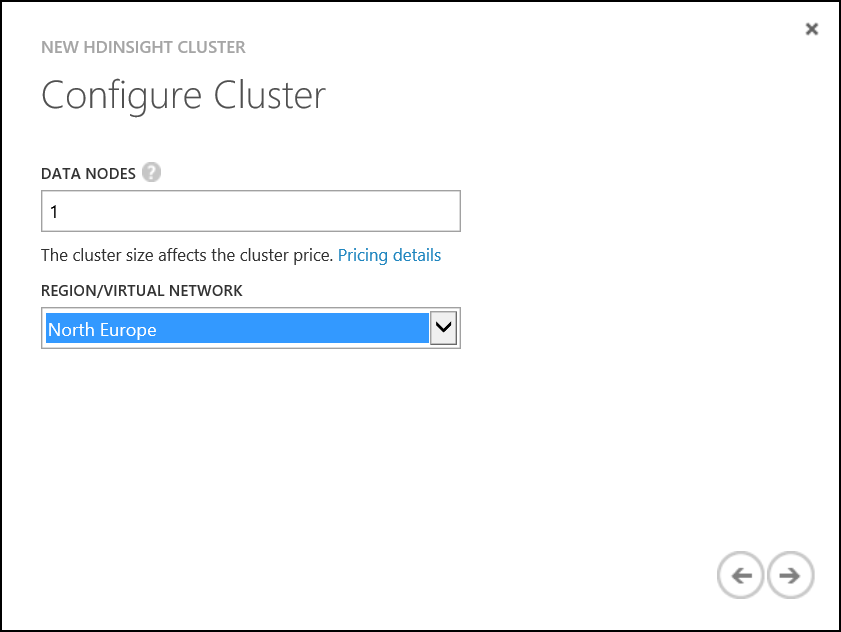 NEW HDINSIGHT CLUSTER
Configure Cluster
DATA NODES ?
1
The cluster size affects the cluster price. Pricing details
REGION/VIRTUAL NETWORK
North Europe